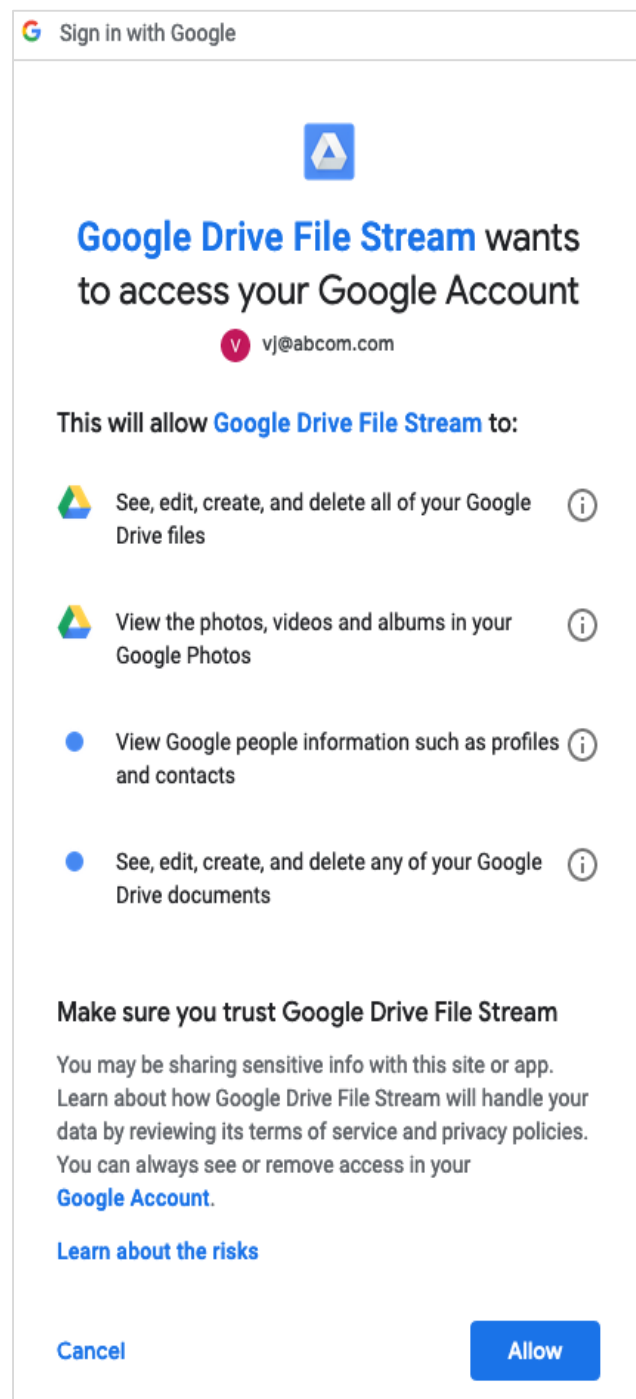 Sign in with Google
Google Drive File Stream wants
to access your Google Account
V vj@abcom.com
This will allow Google Drive File Stream to:
See, edit, create, and delete all of your Google
Drive files
View the photos, videos and albums in your
Google Photos
View Google people information such as profiles
and contacts
See, edit, create, and delete any of your Google
Drive documents
Make sure you trust Google Drive File Stream
You may be sharing sensitive info with this site or app.
Learn about how Google Drive File Stream will handle your
data by reviewing its terms of service and privacy policies.
You can always see or remove access in your
Google Account.
Learn about the risks
Cancel Allow